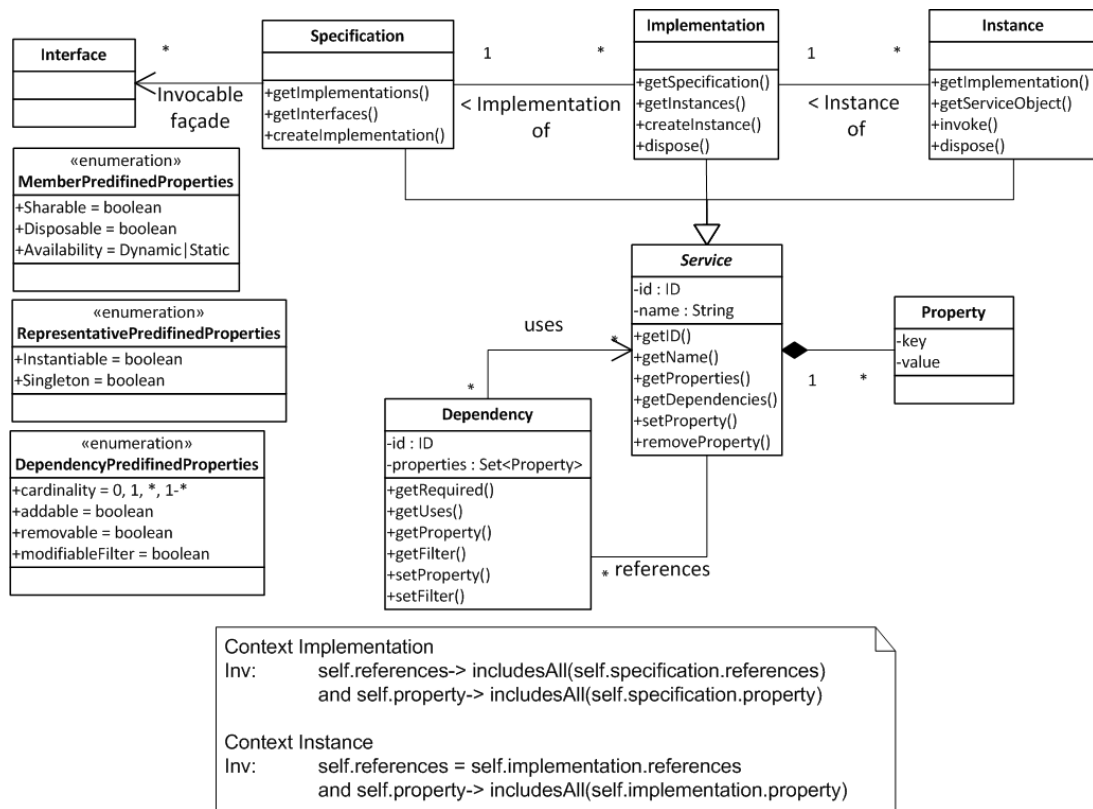 Interface
*
Invocable
façade
Specification
+getImplementations()
+getInterfaces()
+createImplementation()
1
*
< Implementation
of
Implementation
+getSpecification()
+getInstances()
+createInstance()
+dispose()
1
*
< Instance
of
Instance
+getImplementation()
+getServiceObject()
+invoke()
+dispose()
«enumeration»
MemberPredifinedProperties
+Sharable = boolean
+Disposable = boolean
+Availability = Dynamic|Static
«enumeration»
RepresentativePredifinedProperties
+Instantiable = boolean
+Singleton = boolean
«enumeration»
DependencyPredifinedProperties
+cardinality = 0, 1, *, 1-*
+addable = boolean
+removable = boolean
+modifiableFilter = boolean
Service
-id : ID
-name : String
+getID()
+getName()
+getProperties()
+getDependencies()
+setProperty()
+removeProperty()
uses
*
*
1
*
Property
-key
-value
Dependency
-id : ID
-properties : Set<Property>
+getRequired()
+getUses()
+getProperty()
+getFilter()
+setProperty()
+setFilter()
* references
Context Implementation
Inv: self.references-> includesAll(self.specification.references)
and self.property-> includesAll(self.specification.property)
Context Instance
Inv: self.references = self.implementation.references
and self.property-> includesAll(self.implementation.property)